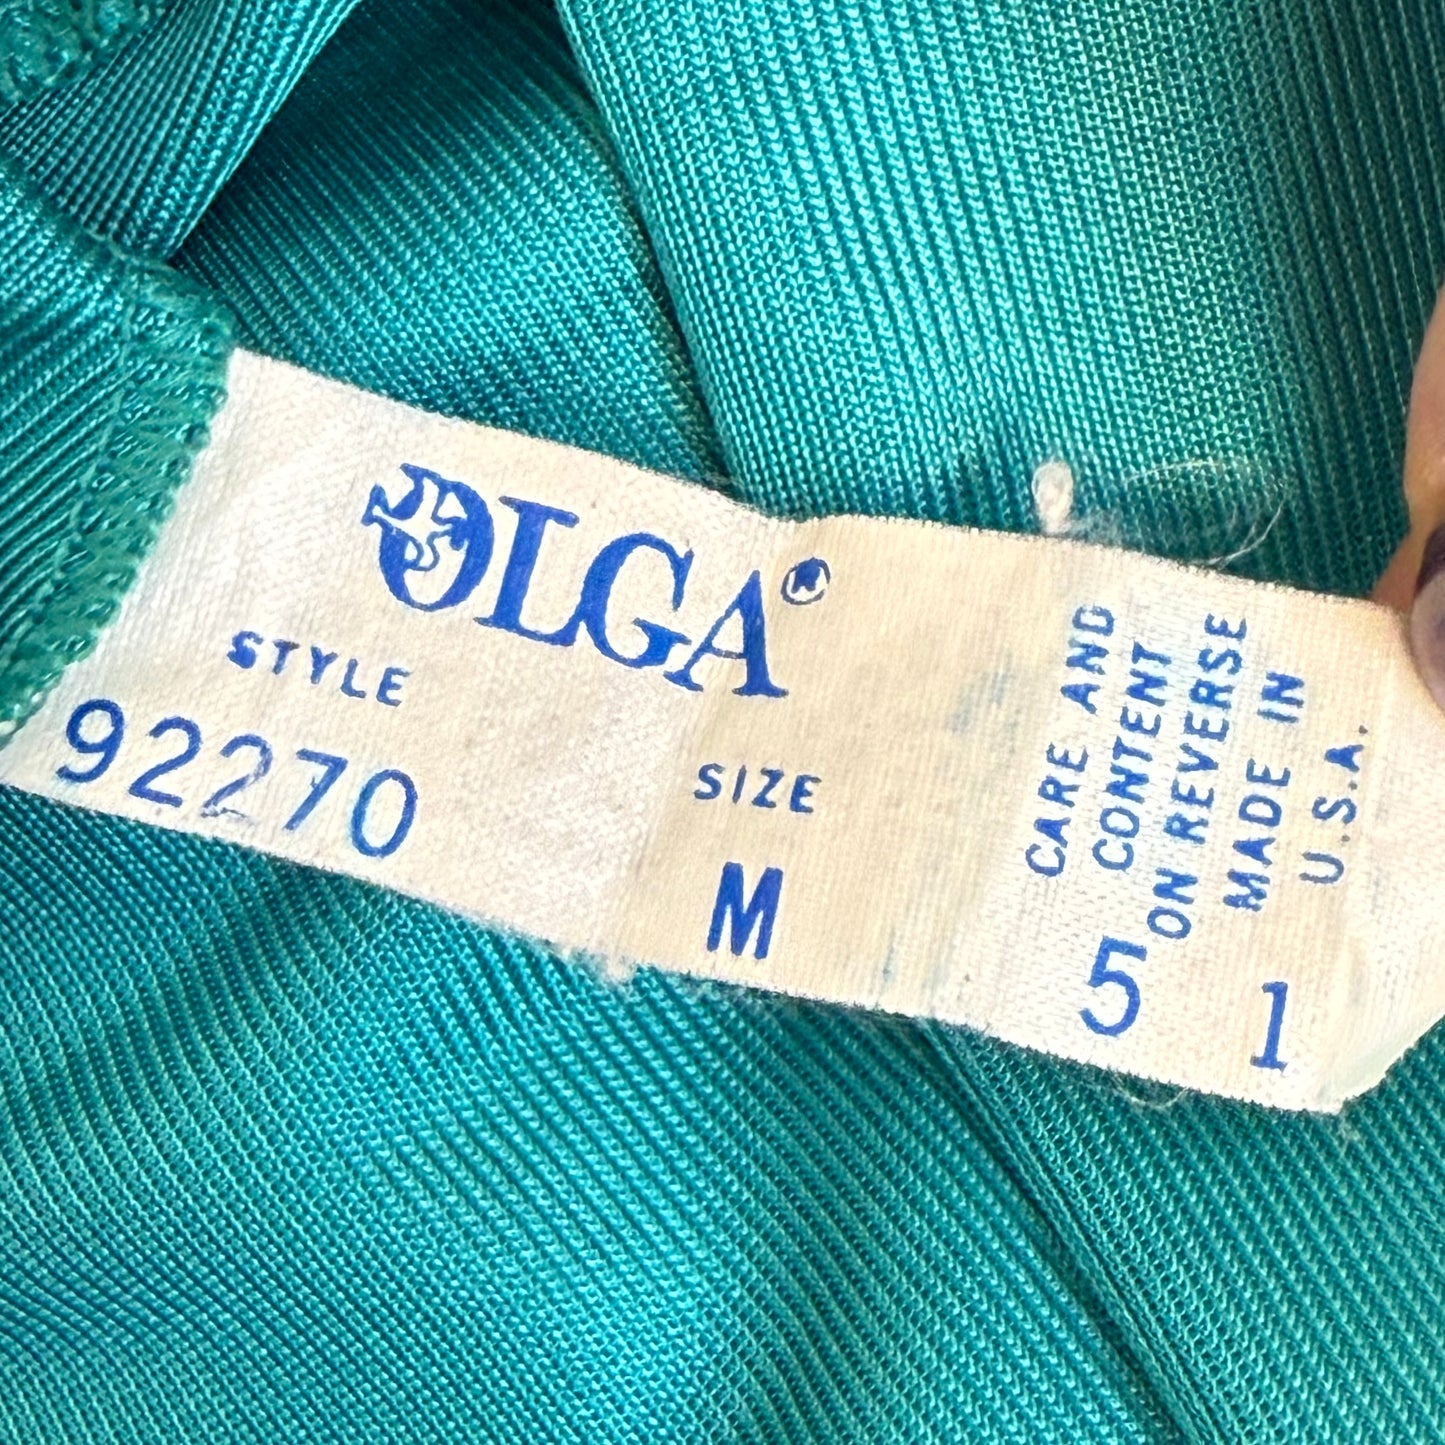 OLGA®
STYLE
92270
SIZE
M
CARE AND
CONTENT
ON REVERSE
MADE IN
U.S.A.
5 1